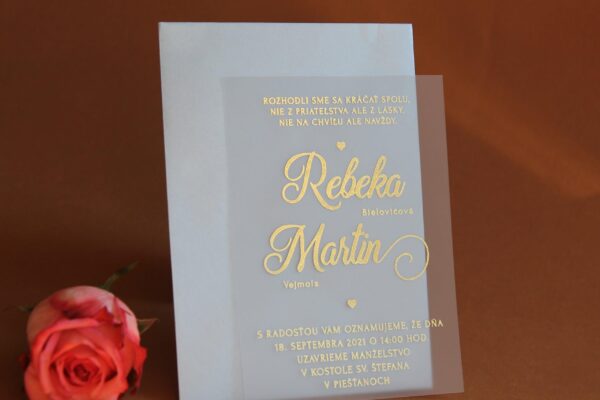 ROZHODLI SME SA KRÁČAŤ SPOLU,
NIE Z PRIATEĽSTVA ALE Z LÁSKY,
NIE NA CHVÍĽU ALE NAVŽDY.
Rebeka
Bielovičová
Martin
Vejmola
S RADOSŤOU VÁM OZNAMUJEME, ŽE DŇA
18. SEPTEMBRA 2021 O 14:00 HOD.
UZAVRIEME MANŽELSTVO
V KOSTOLE SV. ŠTEFANA
V PIEŠŤANOCH